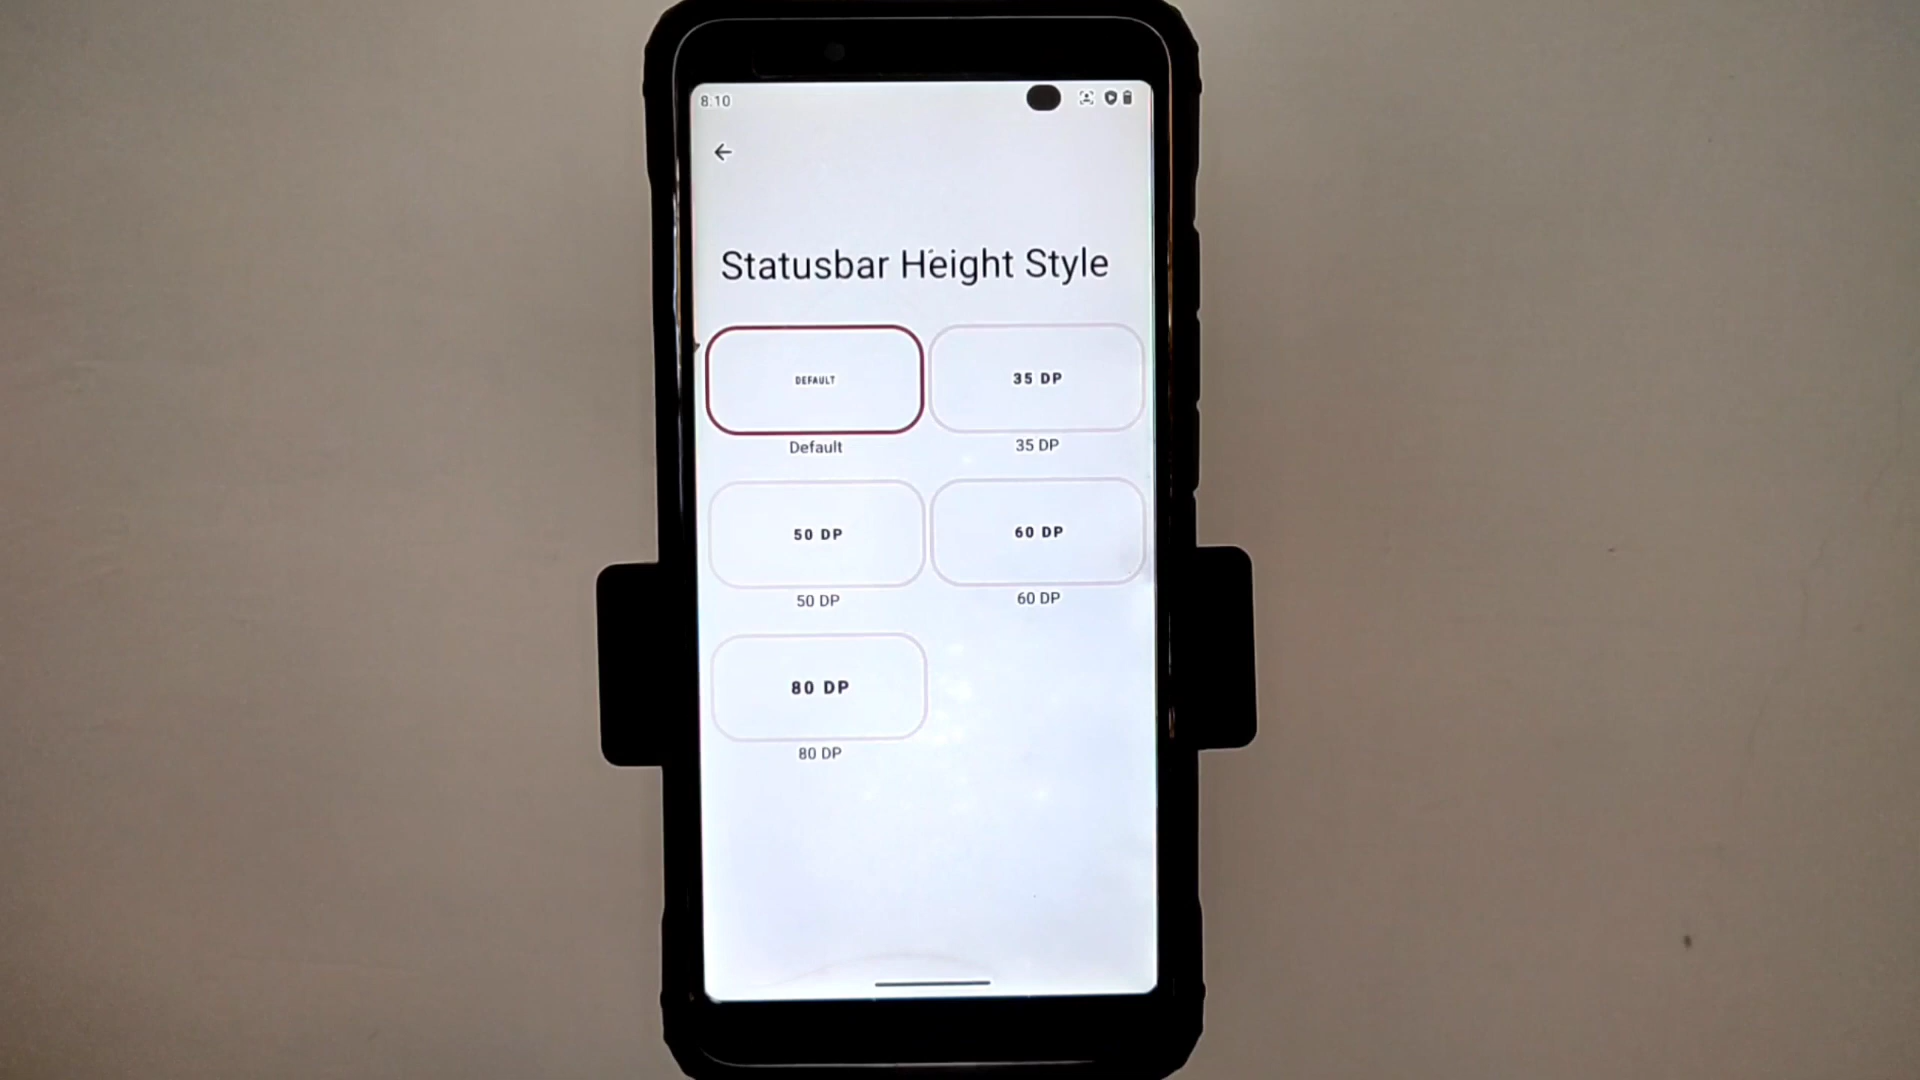 8:10
Statusbar Height Style
DEFAULT
35 DP
Default
35 DP
50 DP
60 DP
50 DP
60 DP
80 DP
80 DP